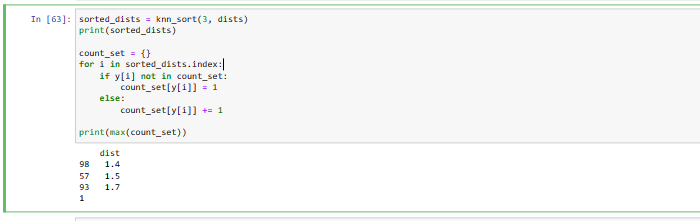 In [63]: sorted_dists = knn_sort(3, dists)
print(sorted_dists)
count_set = {}
for i in sorted_dists.index:
if y[i] not in count_set:
count_set[y[i]] = 1
else:
count_set[y[i]] += 1
print(max(count_set))
dist
98 1.4
57 1.5
93 1.7
1